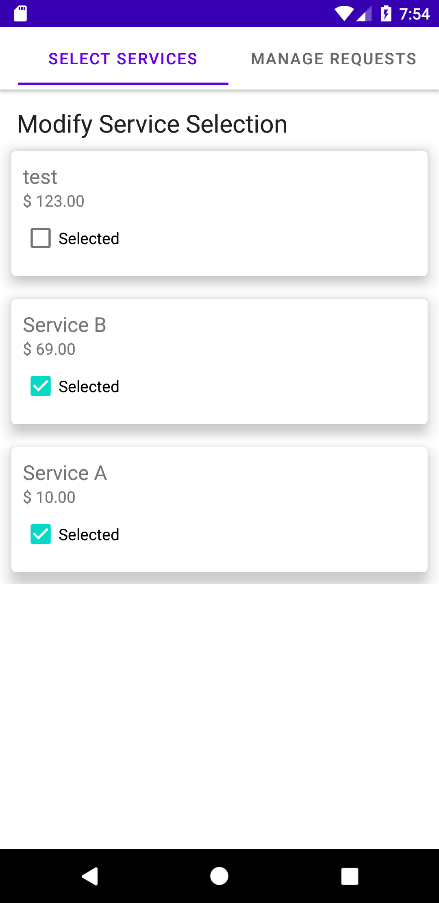 7:54
SELECT SERVICES MANAGE REQUESTS
Modify Service Selection
test
$ 123.00
Selected
Service B
$ 69.00
Selected
Service A
$ 10.00
Selected